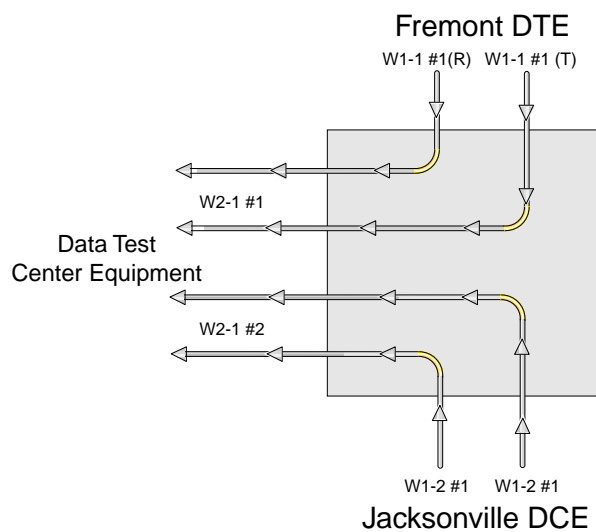 Fremont DTE
W1-1 #1(R) W1-1 #1 (T)
W2-1 #1
Data Test
Center Equipment
W2-1 #2
W1-2 #1 W1-2 #1
Jacksonville DCE